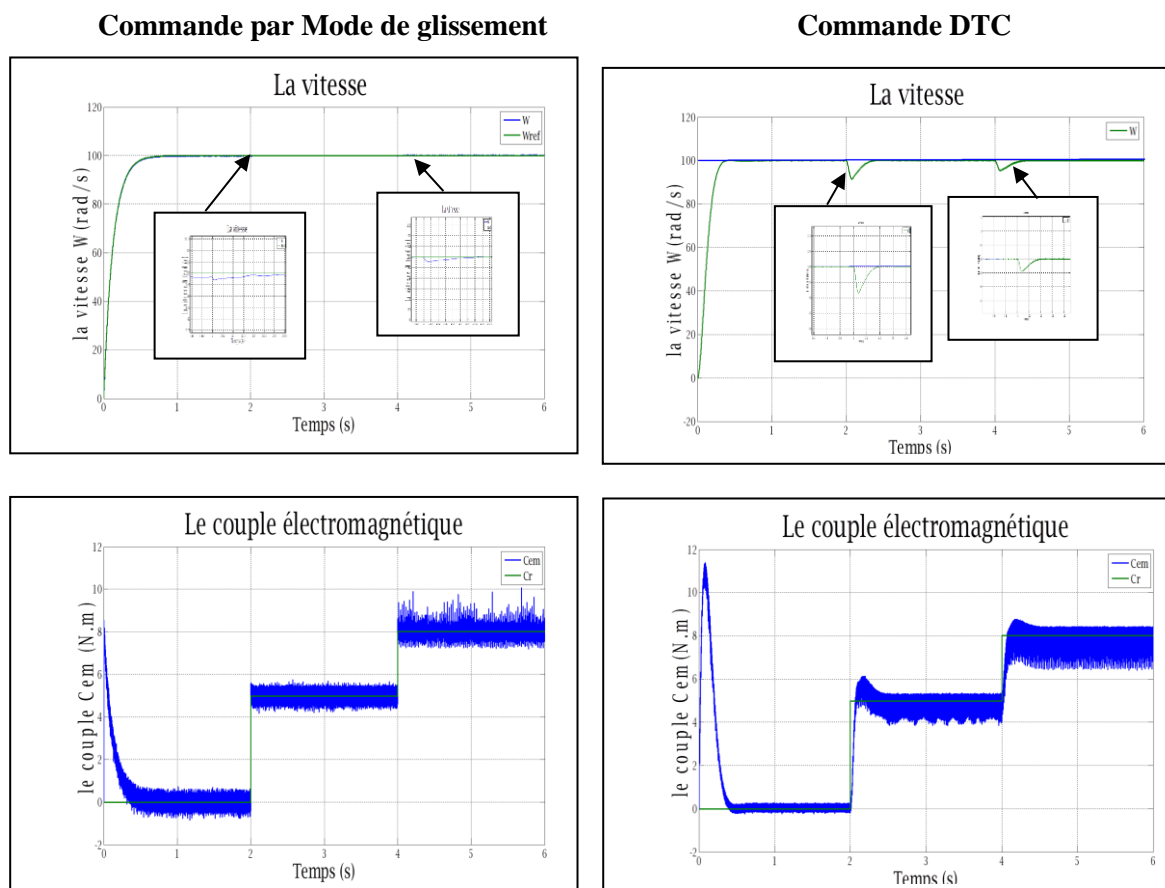 Commande par Mode de glissement
Commande DTC
La vitesse
120
100
80
60
40
20
0
la vitesse W (rad/s)
W
Wref
La vitesse
La vitesse
0 1 2 3 4 5 6
Temps (s)
La vitesse
120
100
80
60
40
20
0
-20
la vitesse W (rad/s)
W
0 1 2 3 4 5 6
Temps (s)
Le couple électromagnétique
12
10
8
6
4
2
0
-2
le couple Cem (N.m)
Cem
Cr
0 1 2 3 4 5 6
Temps (s)
Le couple électromagnétique
12
10
8
6
4
2
0
-2
le couple Cem (N.m)
Cem
Cr
0 1 2 3 4 5 6
Temps (s)